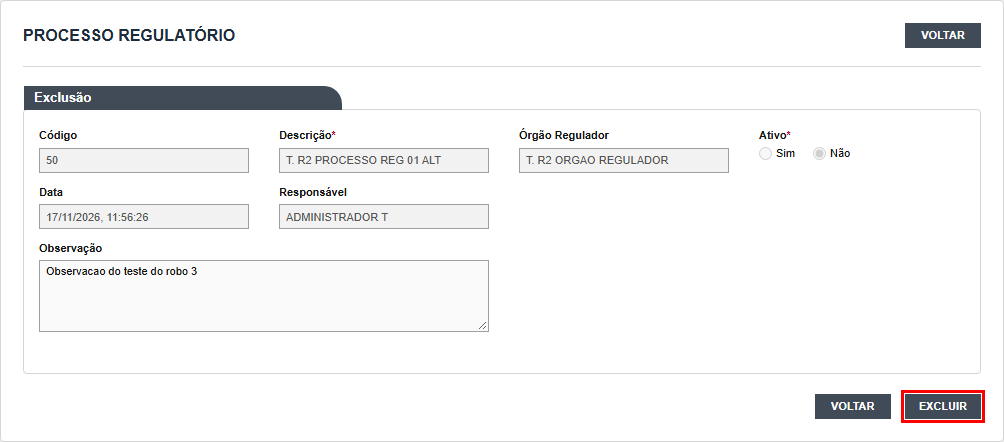 PROCESSO REGULATÓRIO
VOLTAR
Exclusão
Código
Descrição*
Órgão Regulador
Ativo*
50
T. R2 PROCESSO REG 01 ALT
T. R2 ORGAO REGULADOR
Sim
Não
Data
Responsável
17/11/2026, 11:56:26
ADMINISTRADOR T
Observação
Observacao do teste do robo 3
VOLTAR
EXCLUIR